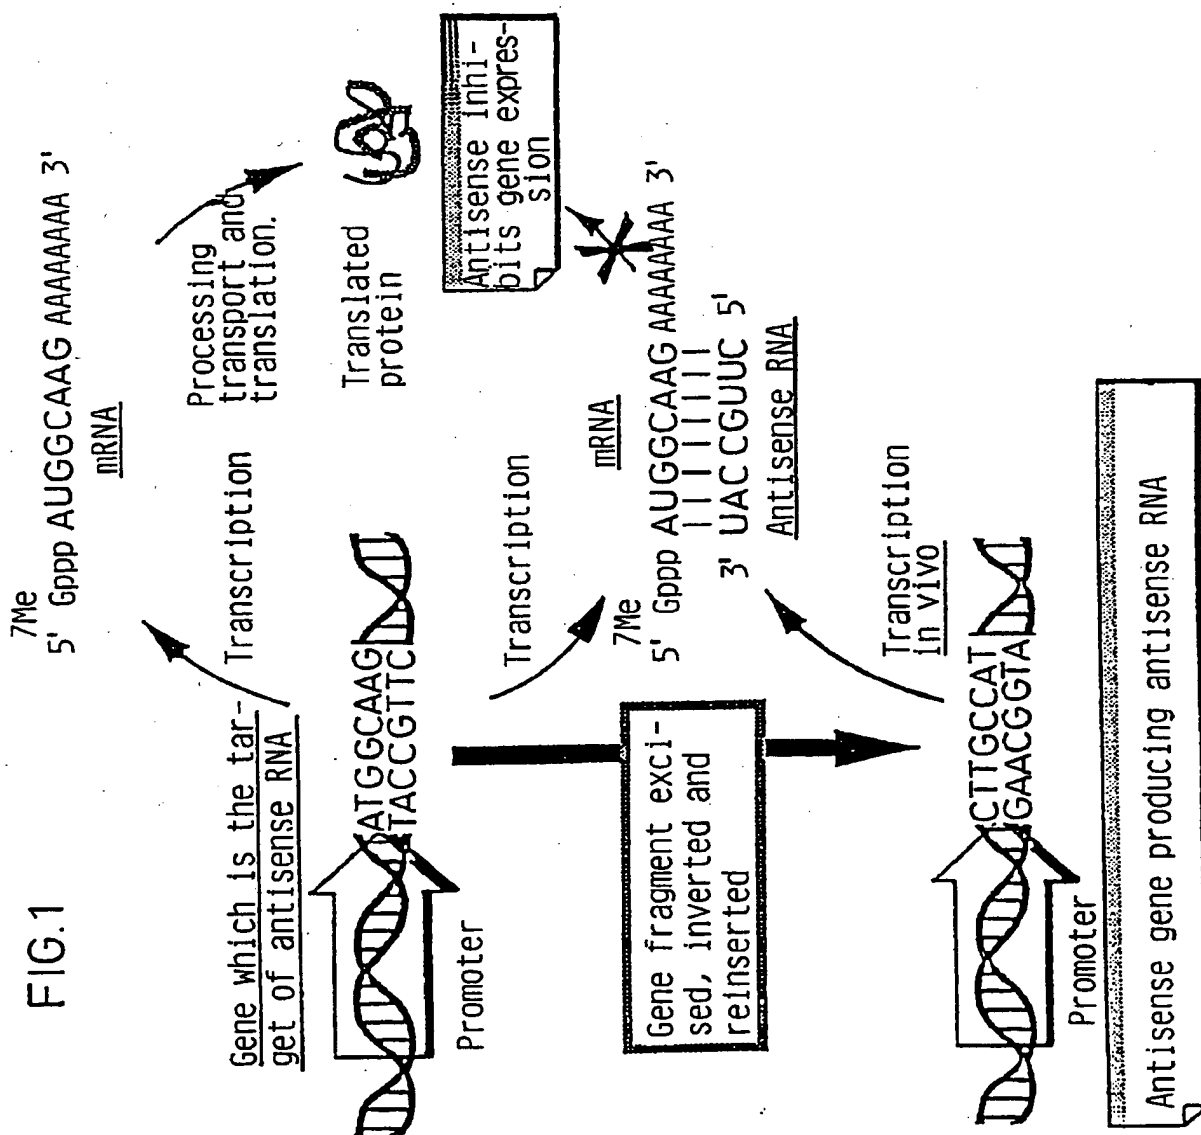 FIG.1
7Me
5' Gppp AUGGCAAG AAAAAAA 3'
mRNA
Transcription
Processing
transport and
translation.
Gene which is the tar-
get of antisense RNA
ATGGCAAG
TACCGTTC
Promoter
Translated
protein
Antisense inhi-
bits gene expres-
sion
Transcription
mRNA
7Me
5' Gppp AUGGCAAG AAAAAAA 3'
3' UACCGUUC 5'
Antisense RNA
Gene fragment exci-
sed, inverted and
reinserted
Transcription
in vivo
CTTGCCAT
GAACGGTA
Promoter
Antisense gene producing antisense RNA